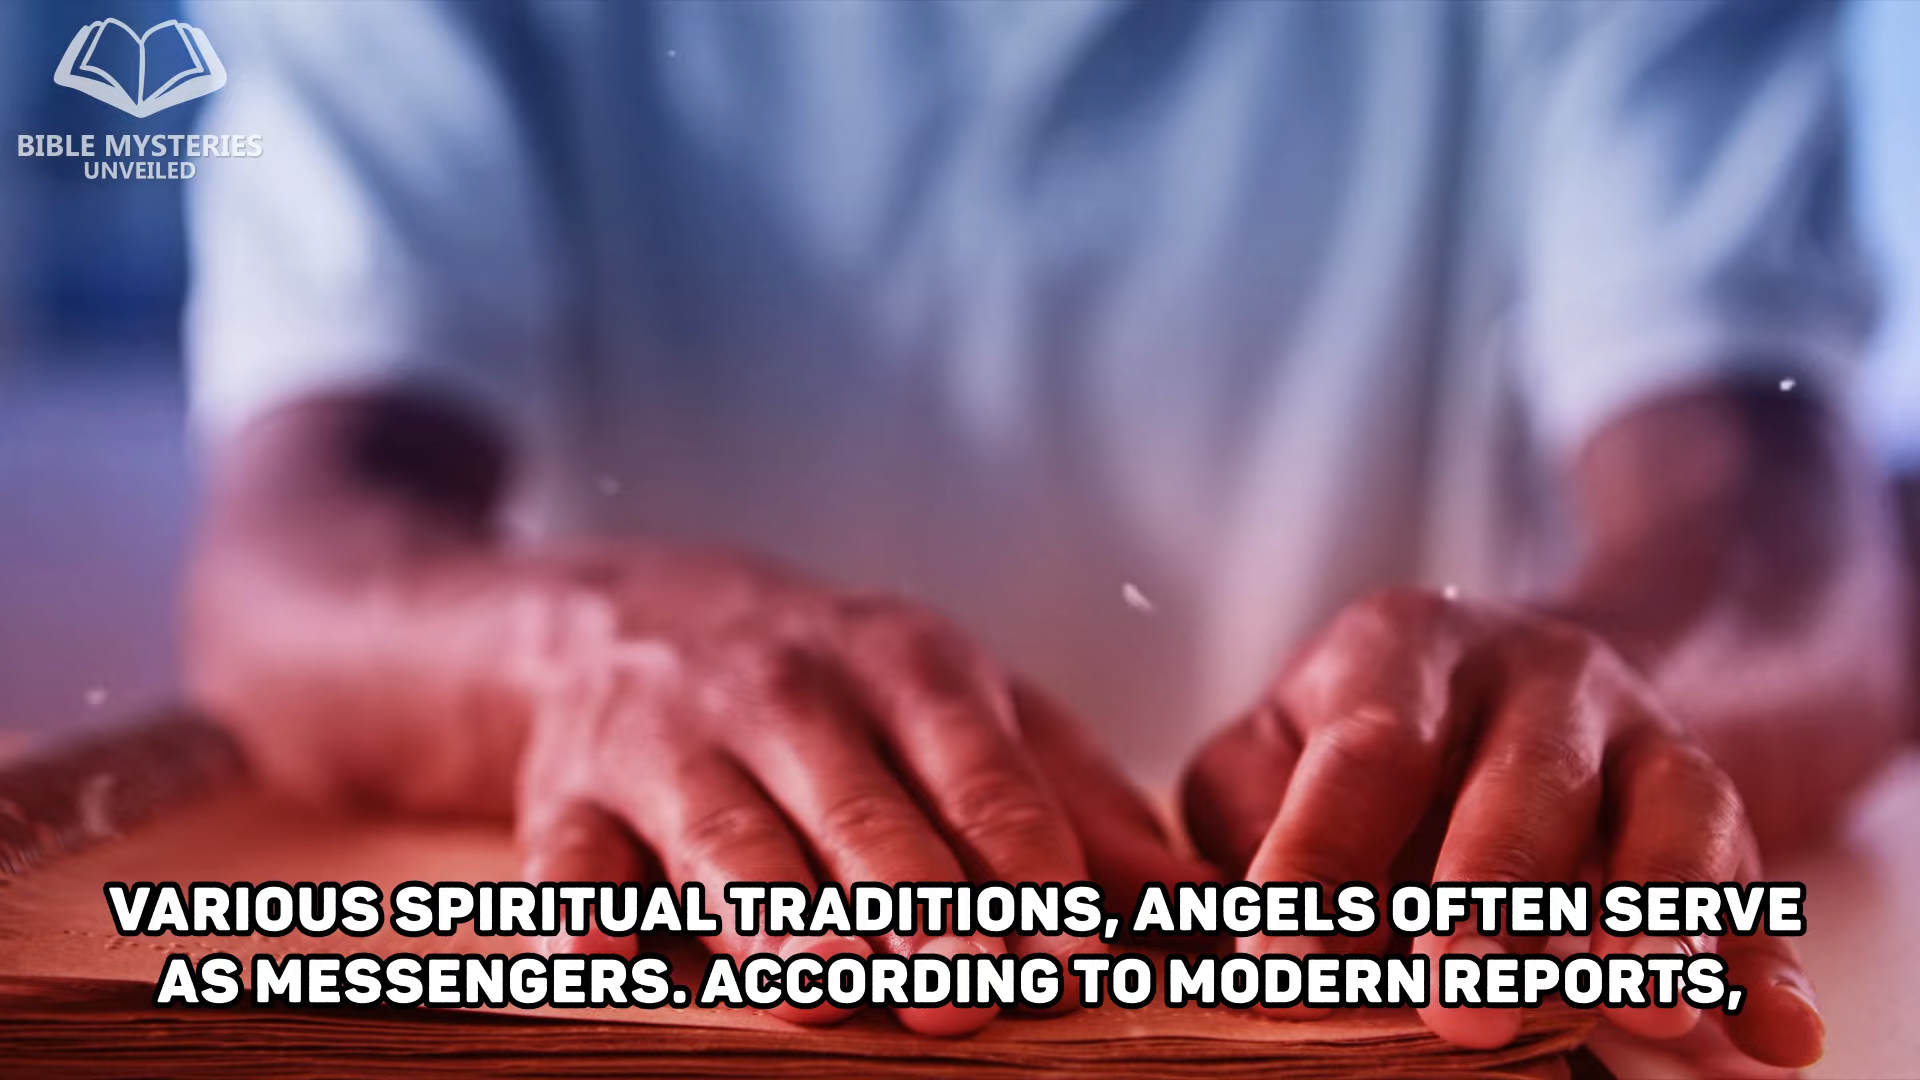 BIBLE MYSTERIES
UNVEILED
VARIOUS SPIRITUAL TRADITIONS, ANGELS OFTEN SERVE
AS MESSENGERS. ACCORDING TO MODERN REPORTS,